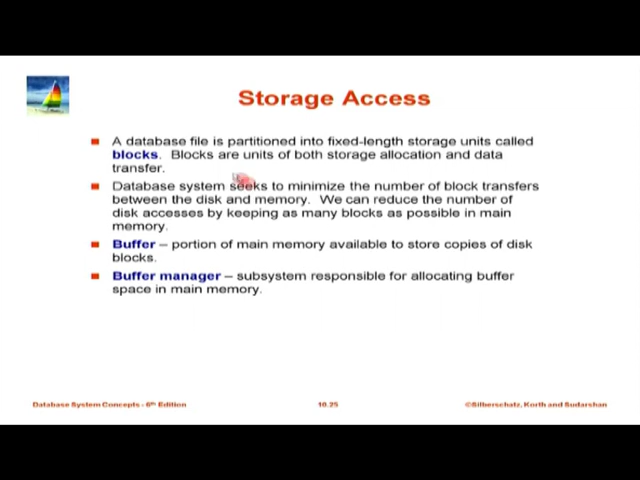 Storage Access
A database file is partitioned into fixed-length storage units called
blocks. Blocks are units of both storage allocation and data
transfer.
Database system seeks to minimize the number of block transfers
between the disk and memory. We can reduce the number of
disk accesses by keeping as many blocks as possible in main
memory.
Buffer – portion of main memory available to store copies of disk
blocks.
Buffer manager – subsystem responsible for allocating buffer
space in main memory.
Database System Concepts - 6th Edition
10.25
©Silberschatz, Korth and Sudarshan